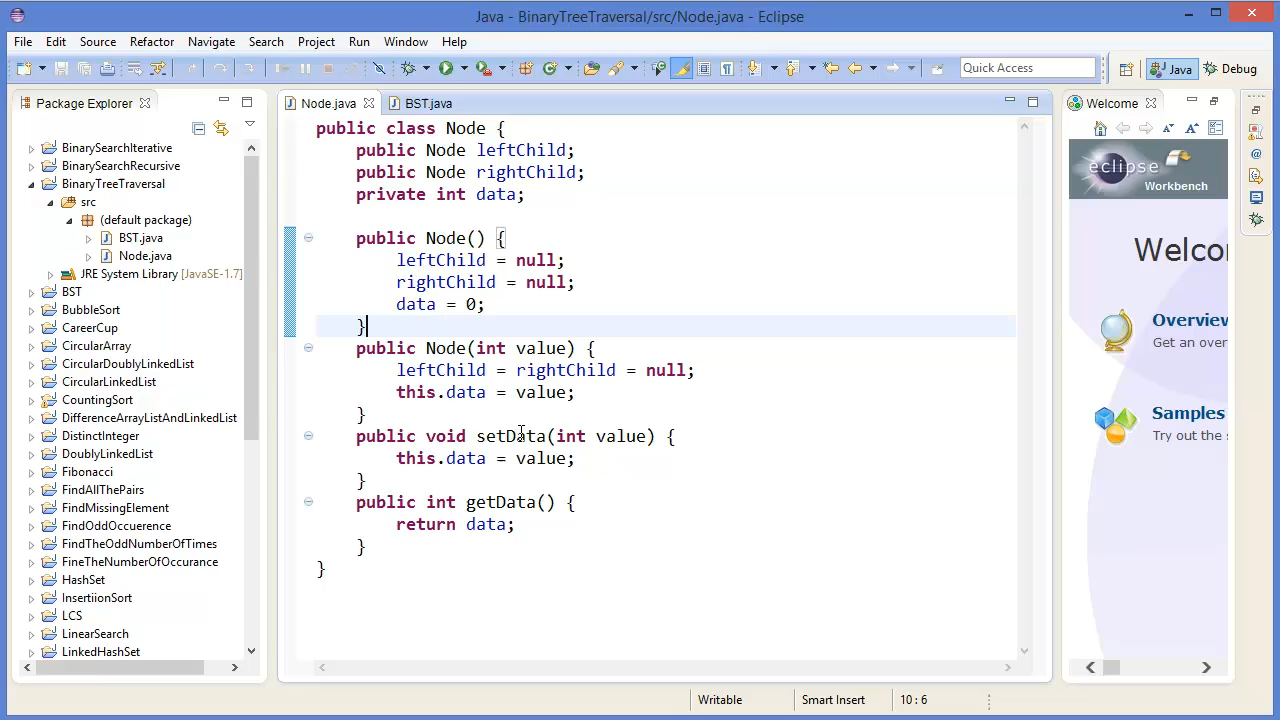 Java - BinaryTreeTraversal/src/Node.java - Eclipse
File Edit Source Refactor Navigate Search Project Run Window Help
Quick Access
Java
Debug
Package Explorer
BinarySearchIterative
BinarySearchRecursive
BinaryTreeTraversal
src
(default package)
BST.java
Node.java
JRE System Library [JavaSE-1.7]
BST
BubbleSort
CareerCup
CircularArray
CircularDoublyLinkedList
CircularLinkedList
CountingSort
DifferenceArrayListAndLinkedList
DistinctInteger
DoublyLinkedList
Fibonacci
FindAllThePairs
FindMissingElement
FindOddOccuerence
FindTheOddNumberOfTimes
FineTheNumberOfOccurance
HashSet
InsertiionSort
LCS
LinearSearch
LinkedHashSet
Node.java
BST.java
public class Node {
public Node leftChild;
public Node rightChild;
private int data;
public Node() {
leftChild = null;
rightChild = null;
data = 0;
}
public Node(int value) {
leftChild = rightChild = null;
this.data = value;
}
public void setData(int value) {
this.data = value;
}
public int getData() {
return data;
}
}
Welcome
eclipse
Workbench
Welco
Overview
Get an over
Samples
Try out the
Writable
Smart Insert
10 : 6